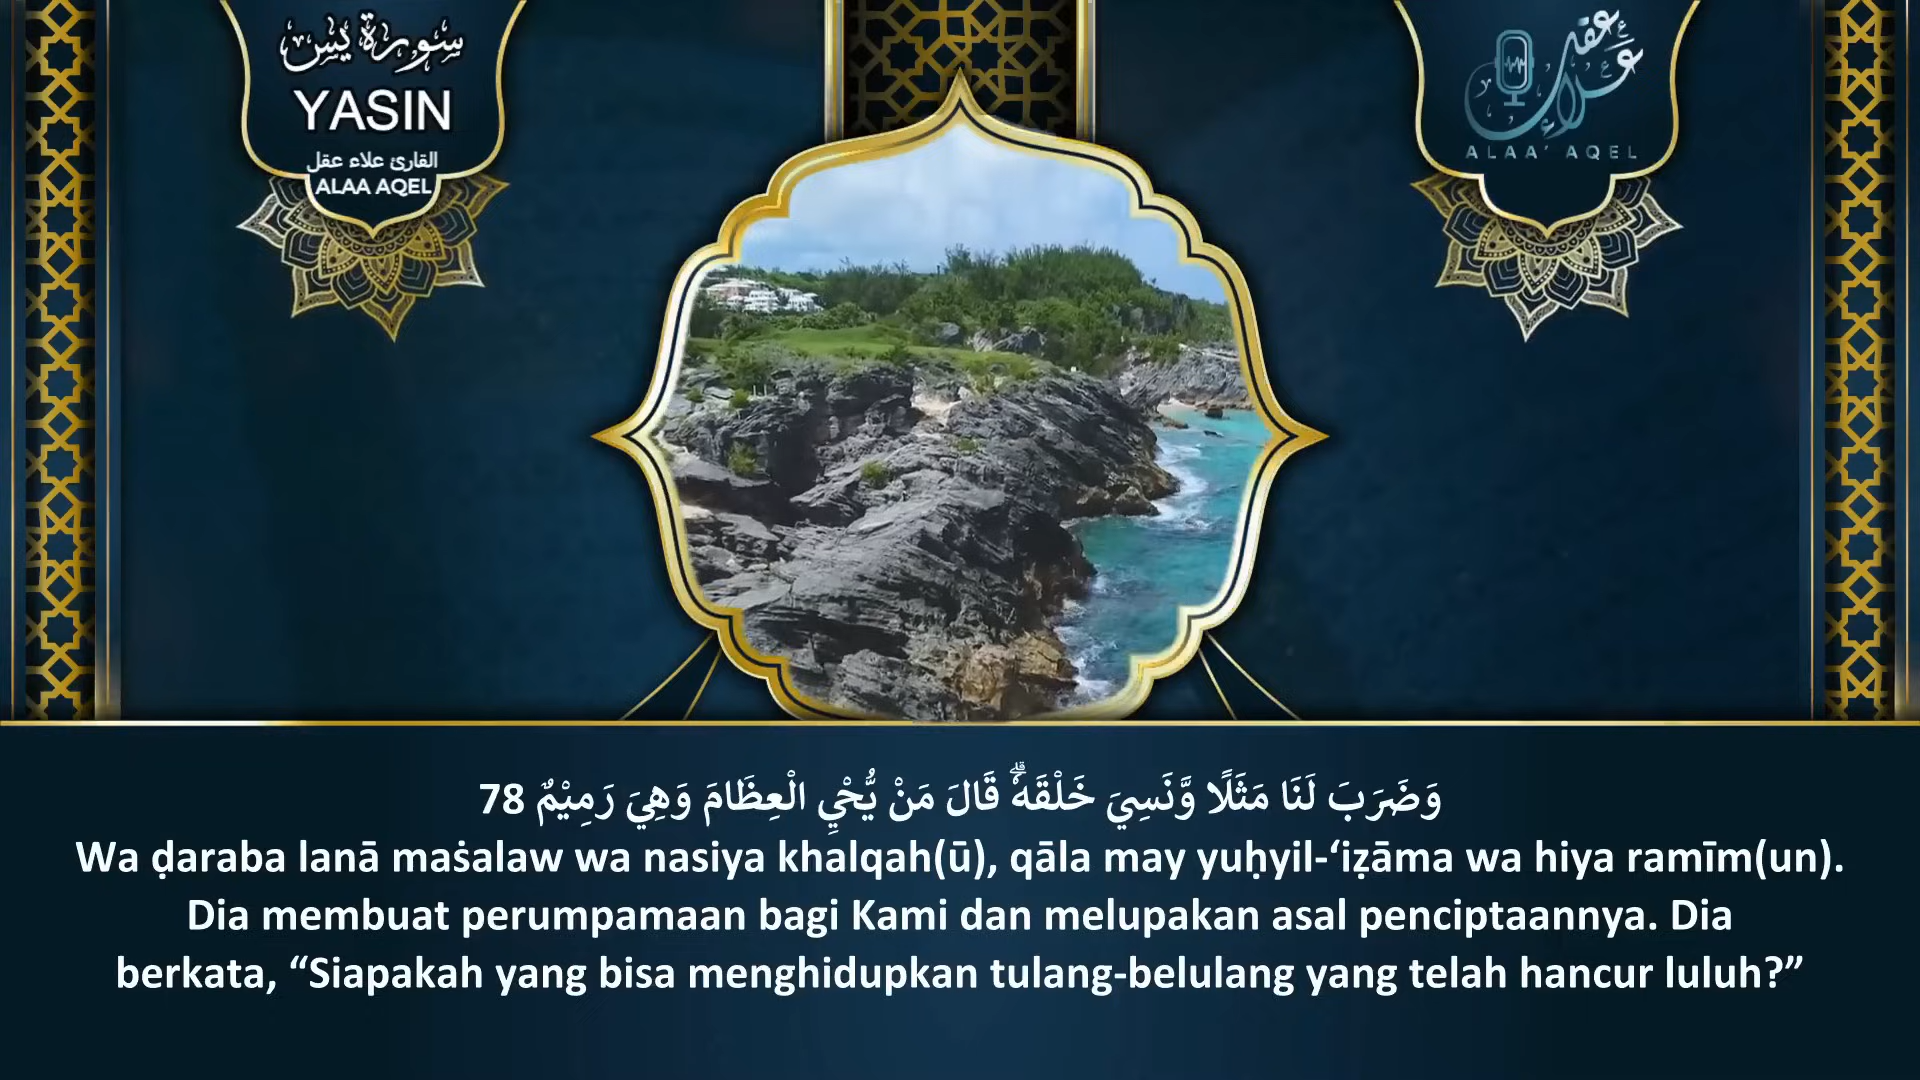 سورة يس
YASIN
القارئ علاء عقل
ALAA AQEL
علاء عقل
ALAA' AQEL
وَضَرَبَ لَنَا مَثَلًا وَّنَسِيَ خَلْقَهٗۗ قَالَ مَنْ يُّحْيِ الْعِظَامَ وَهِيَ رَمِيْمٌ 78
Wa ḍaraba lanā maṡalaw wa nasiya khalqah(ū), qāla may yuḥyil-‘iẓāma wa hiya ramīm(un).
Dia membuat perumpamaan bagi Kami dan melupakan asal penciptaannya. Dia
berkata, “Siapakah yang bisa menghidupkan tulang-belulang yang telah hancur luluh?”